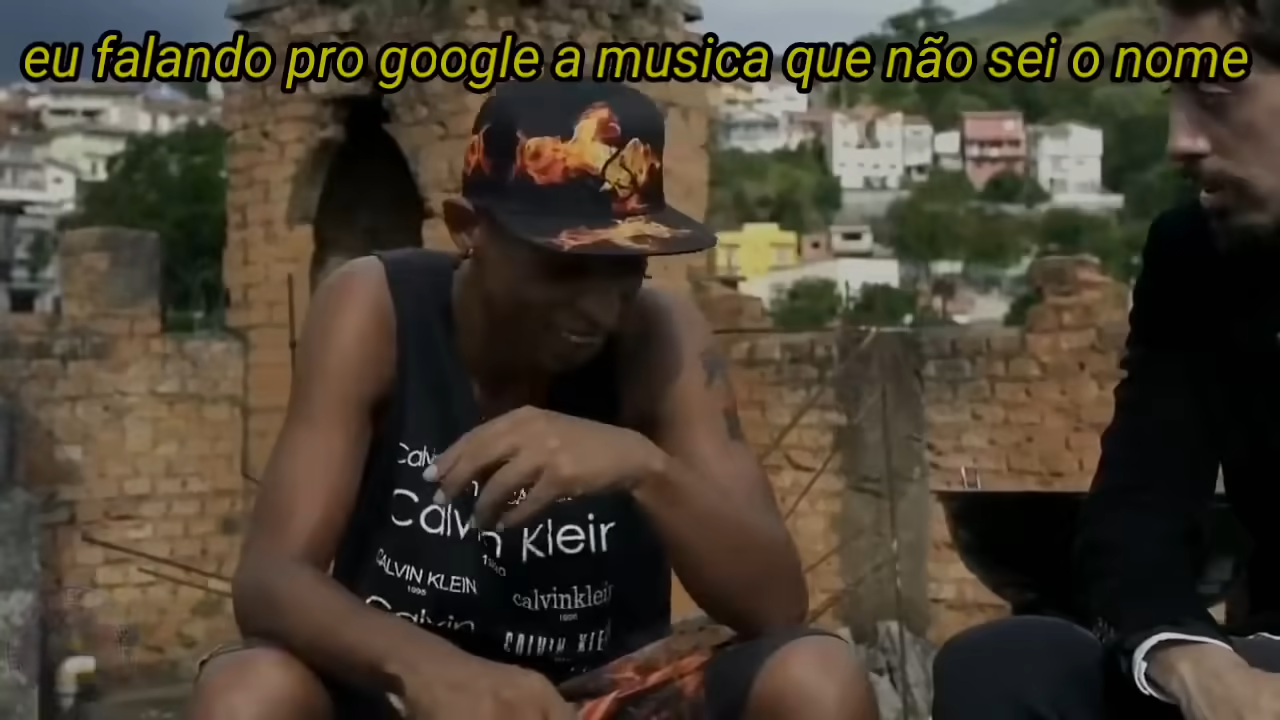 eu falando pro google a musica que não sei o nome
Calvin Klein
CALVIN KLEIN
calvinklein
Calvin
CALVIN KLEIN